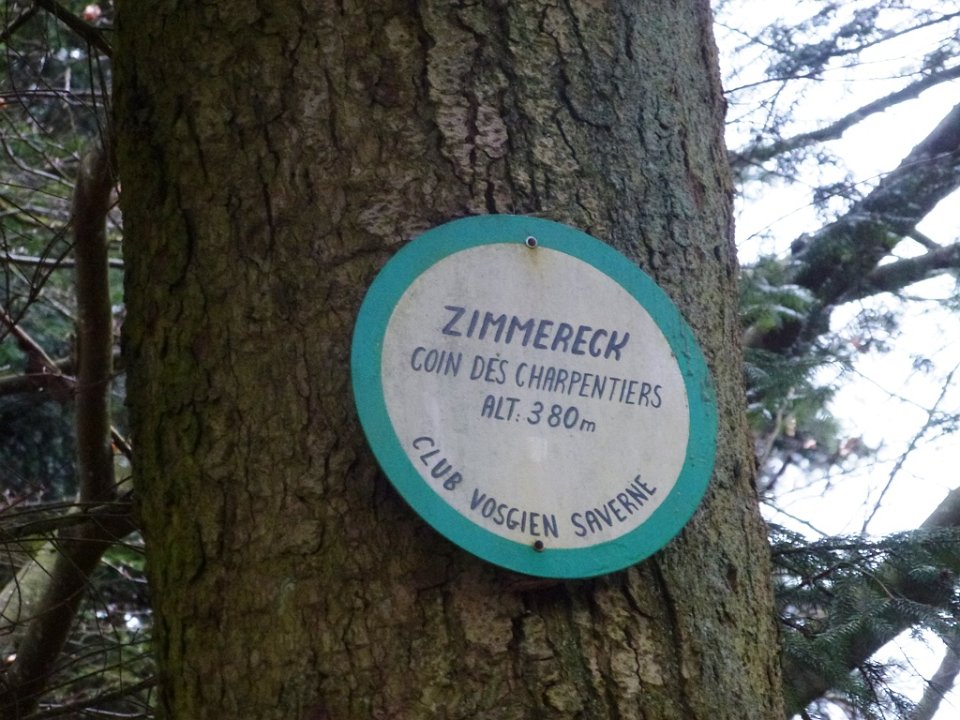 ZIMMERECK
COIN DES CHARPENTIERS
ALT: 380m
CLUB VOSGIEN SAVERNE